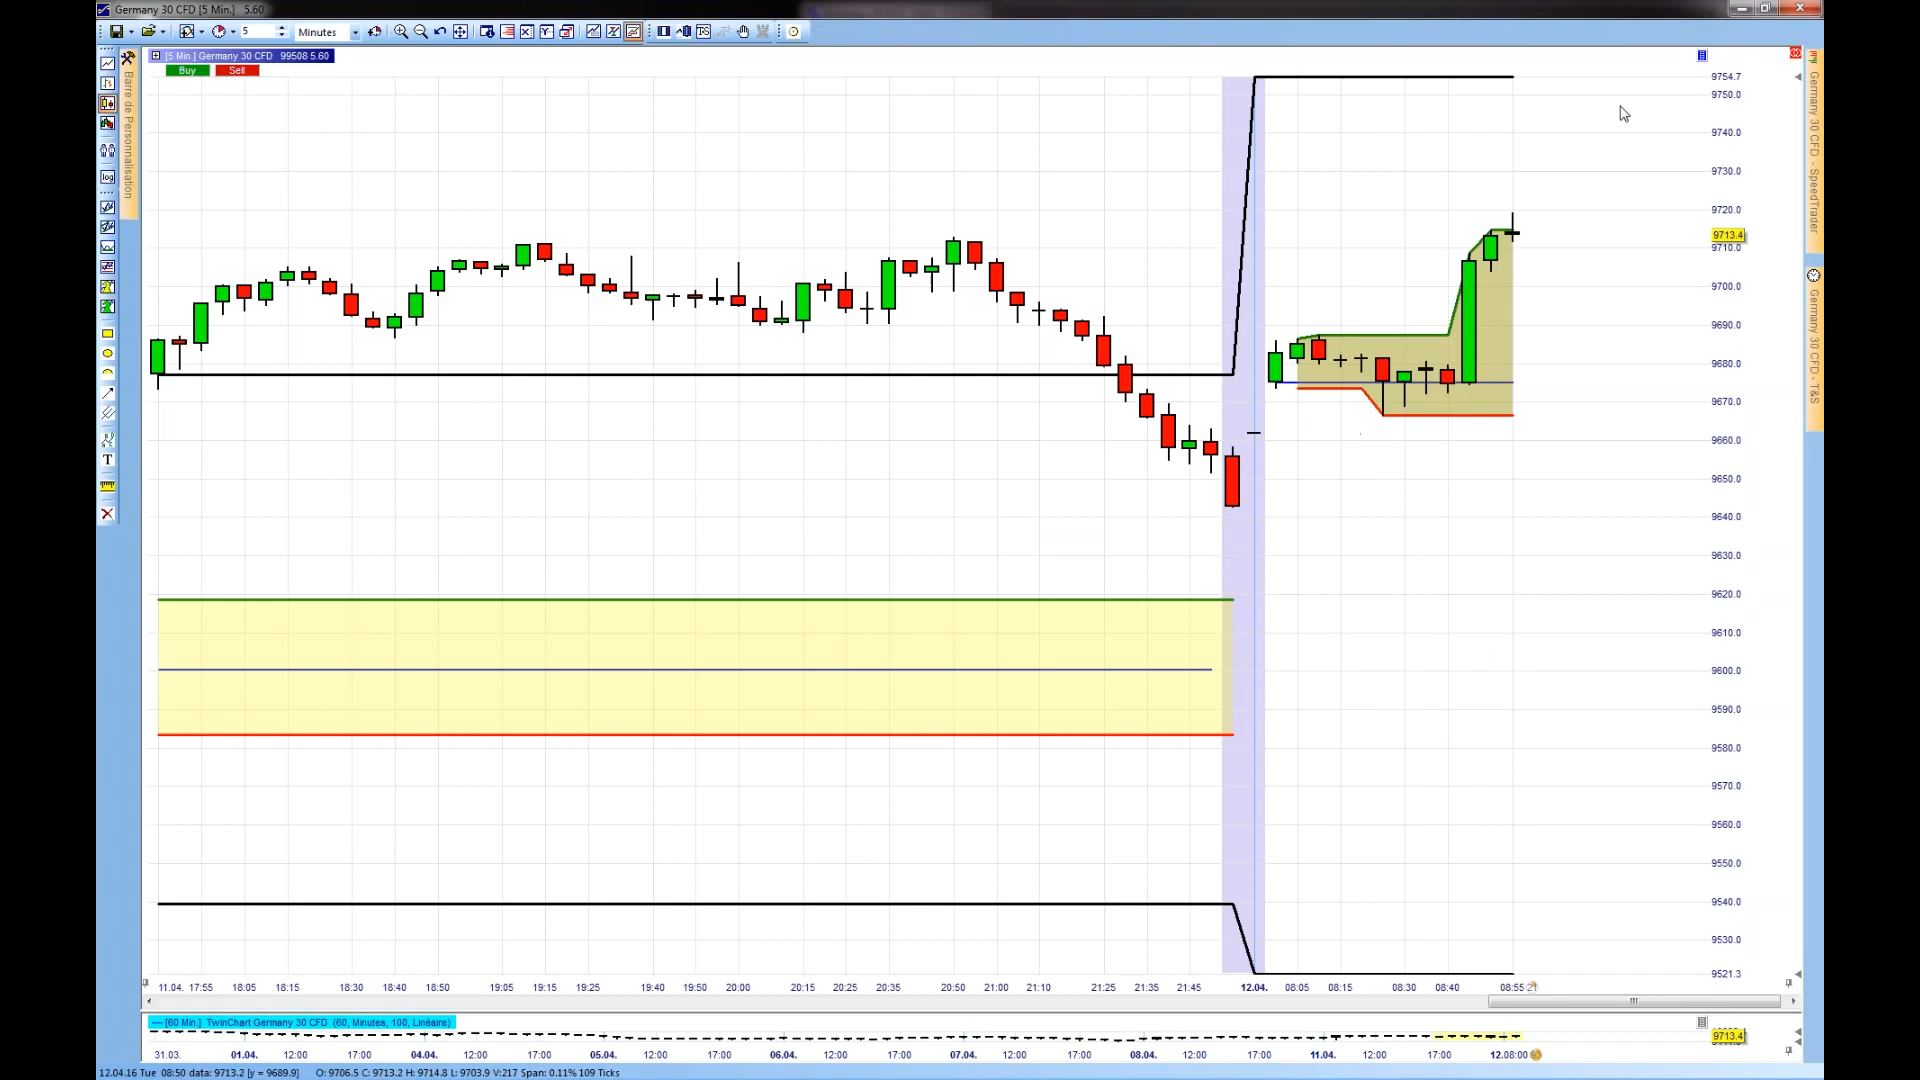 Germany 30 CFD [5 Min.] 5.60
5 Minutes
[5 Min.] Germany 30 CFD 99508 5.60
Buy Sell
Barre de Personnalisation
log
T
Germany 30 CFD - SpeedTrader
Germany 30 CFD - T&S
9754.7
9750.0
9740.0
9730.0
9720.0
9713.4
9710.0
9700.0
9690.0
9680.0
9670.0
9660.0
9650.0
9640.0
9630.0
9620.0
9610.0
9600.0
9590.0
9580.0
9570.0
9560.0
9550.0
9540.0
9530.0
9521.3
11.04. 17:55 18:05 18:15 18:30 18:40 18:50 19:05 19:15 19:25 19:40 19:50 20:00 20:15 20:25 20:35 20:50 21:00 21:10 21:25 21:35 21:45 12.04. 08:05 08:15 08:30 08:40 08:55
[60 Min.] TwinChart Germany 30 CFD (60, Minutes, 100, Linéaire)
9713.4
31.03. 01.04. 12:00 17:00 04.04. 12:00 17:00 05.04. 12:00 17:00 06.04. 12:00 17:00 07.04. 12:00 17:00 08.04. 12:00 17:00 11.04. 12:00 17:00 12.08:00
12.04.16 Tue 08:50 data: 9713.2 [y = 9689.9] O: 9706.5 C: 9713.2 H: 9714.8 L: 9703.9 V:217 Span: 0.11% 109 Ticks